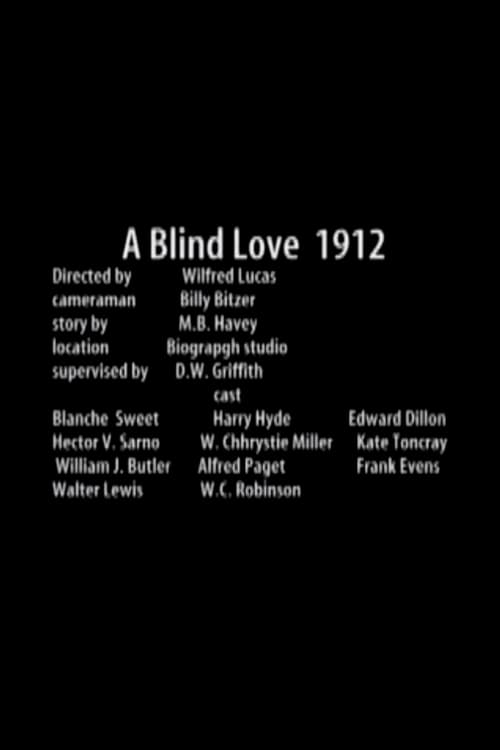 A Blind Love 1912
Directed by Wilfred Lucas
cameraman Billy Bitzer
story by M.B. Havey
location Biograpgh studio
supervised by D.W. Griffith
cast
Blanche Sweet Harry Hyde Edward Dillon
Hector V. Sarno W. Chhrystie Miller Kate Toncray
William J. Butler Alfred Paget Frank Evens
Walter Lewis W.C. Robinson